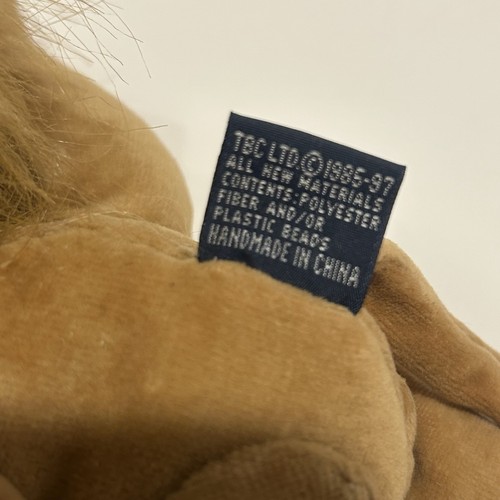 TBC LTD.©1985-97
ALL NEW MATERIALS
CONTENTS:POLYESTER
FIBER AND/OR
PLASTIC BEADS
HANDMADE IN CHINA